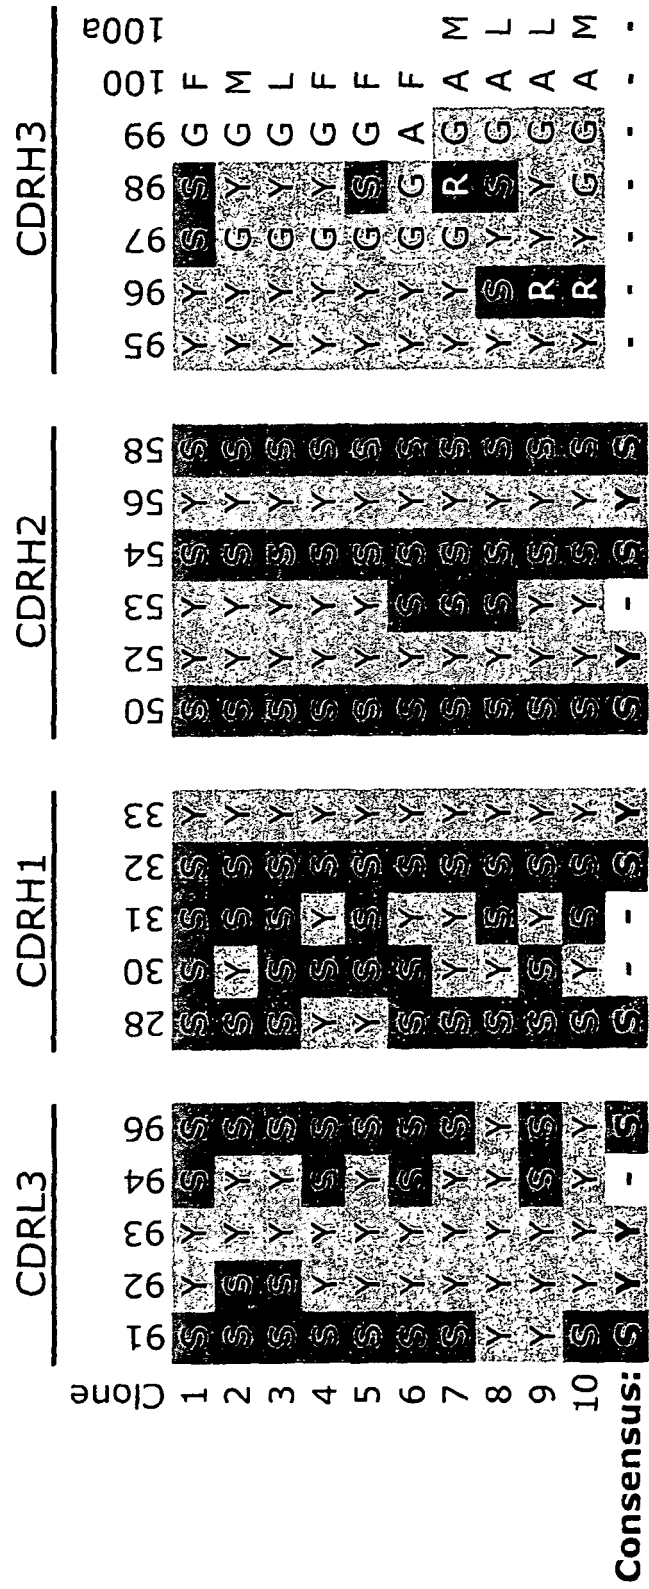 CDRL3 CDRH1 CDRH2 CDRH3
Clone 91 92 93 94 96 28 30 31 32 33 50 52 53 54 56 58 95 96 97 98 99 100 100a
1 S Y Y S S S S S S Y S Y Y S Y S Y Y S S G F
2 S S Y Y S S Y S S Y S Y Y S Y S Y Y G Y G M
3 S S Y Y S S S S S Y S Y Y S Y S Y Y G Y G L
4 S Y Y S S Y S Y S Y S Y Y S Y S Y Y G Y G F
5 S Y Y Y S Y S S S Y S Y Y S Y S Y Y G S G F
6 S Y Y S S S S Y S Y S Y S S Y S Y Y G G A F
7 S Y Y Y S S Y Y S Y S Y S S Y S Y Y G R G A M
8 Y Y Y Y Y S Y S S Y S Y S S Y S Y S Y S G A L
9 Y Y Y S S S S Y S Y S Y Y S Y S Y R Y Y G A L
10 S Y Y Y Y S Y S S Y S Y Y S Y S Y R Y G G A M
Consensus: S Y Y - S S - - S Y S Y - S Y S - - - - - - -